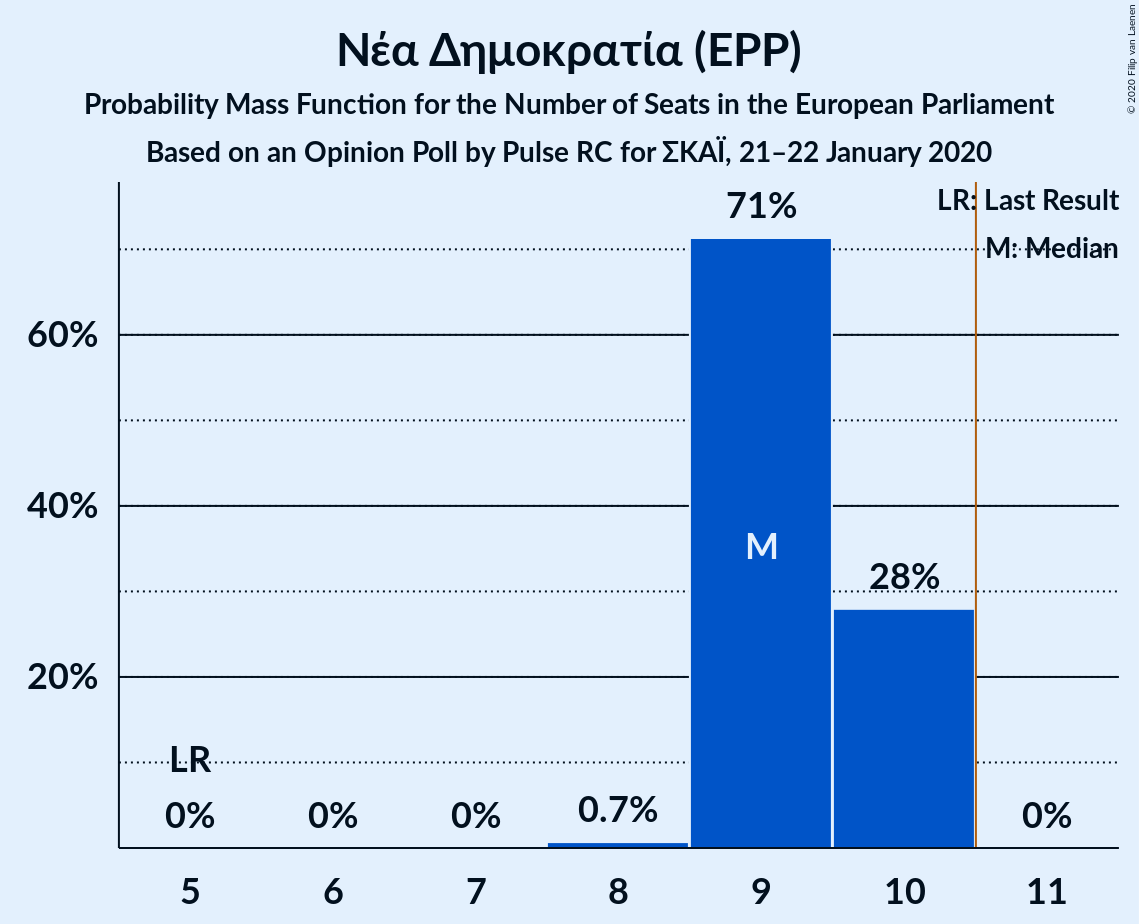 Νέα Δημοκρατία (EPP)
Probability Mass Function for the Number of Seats in the European Parliament
Based on an Opinion Poll by Pulse RC for ΣΚΑΪ, 21–22 January 2020
© 2020 Filip van Laenen
LR: Last Result
M: Median
71%
60%
40%
M
28%
20%
LR
0%
0%
0%
0.7%
0%
5
6
7
8
9
10
11